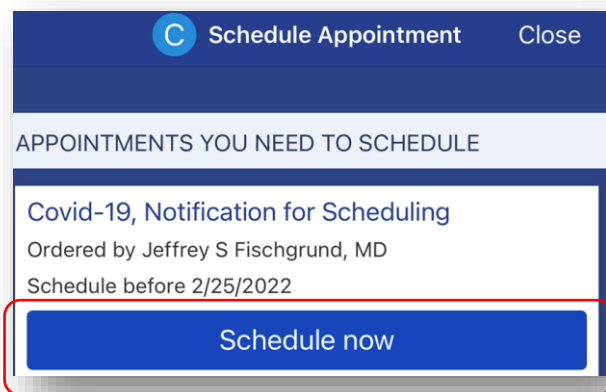 C Schedule Appointment Close
APPOINTMENTS YOU NEED TO SCHEDULE
Covid-19, Notification for Scheduling
Ordered by Jeffrey S Fischgrund, MD
Schedule before 2/25/2022
Schedule now